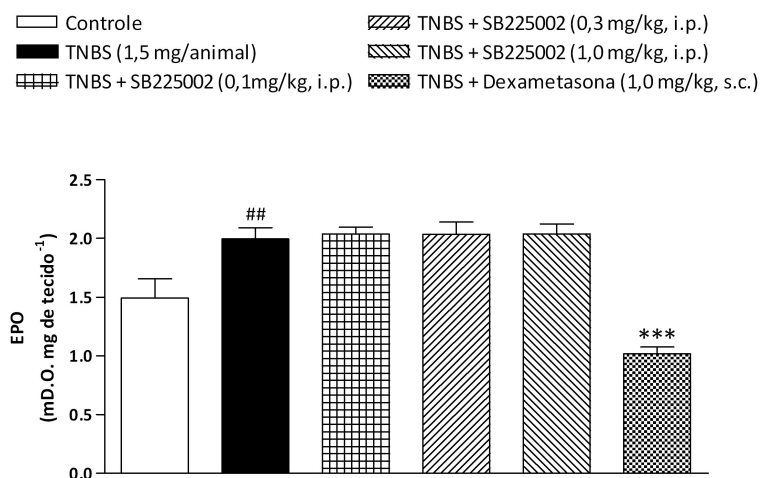 Controle
TNBS (1,5 mg/animal)
TNBS + SB225002 (0,1mg/kg, i.p.)
TNBS + SB225002 (0,3 mg/kg, i.p.)
TNBS + SB225002 (1,0 mg/kg, i.p.)
TNBS + Dexametasona (1,0 mg/kg, s.c.)
EPO
(mD.O. mg de tecido⁻¹)
2.5
2.0
1.5
1.0
0.5
0.0
##
***